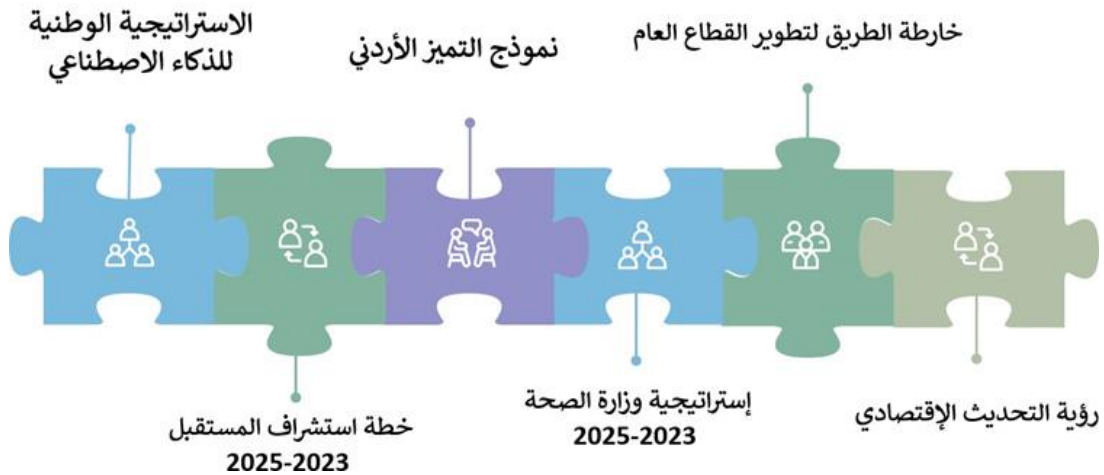 خارطة الطريق لتطوير القطاع العام
نموذج التميز الأردني
الاستراتيجية الوطنية
للذكاء الاصطناعي
رؤية التحديث الإقتصادي
إستراتيجية وزارة الصحة
2025-2023
خطة استشراف المستقبل
2025-2023